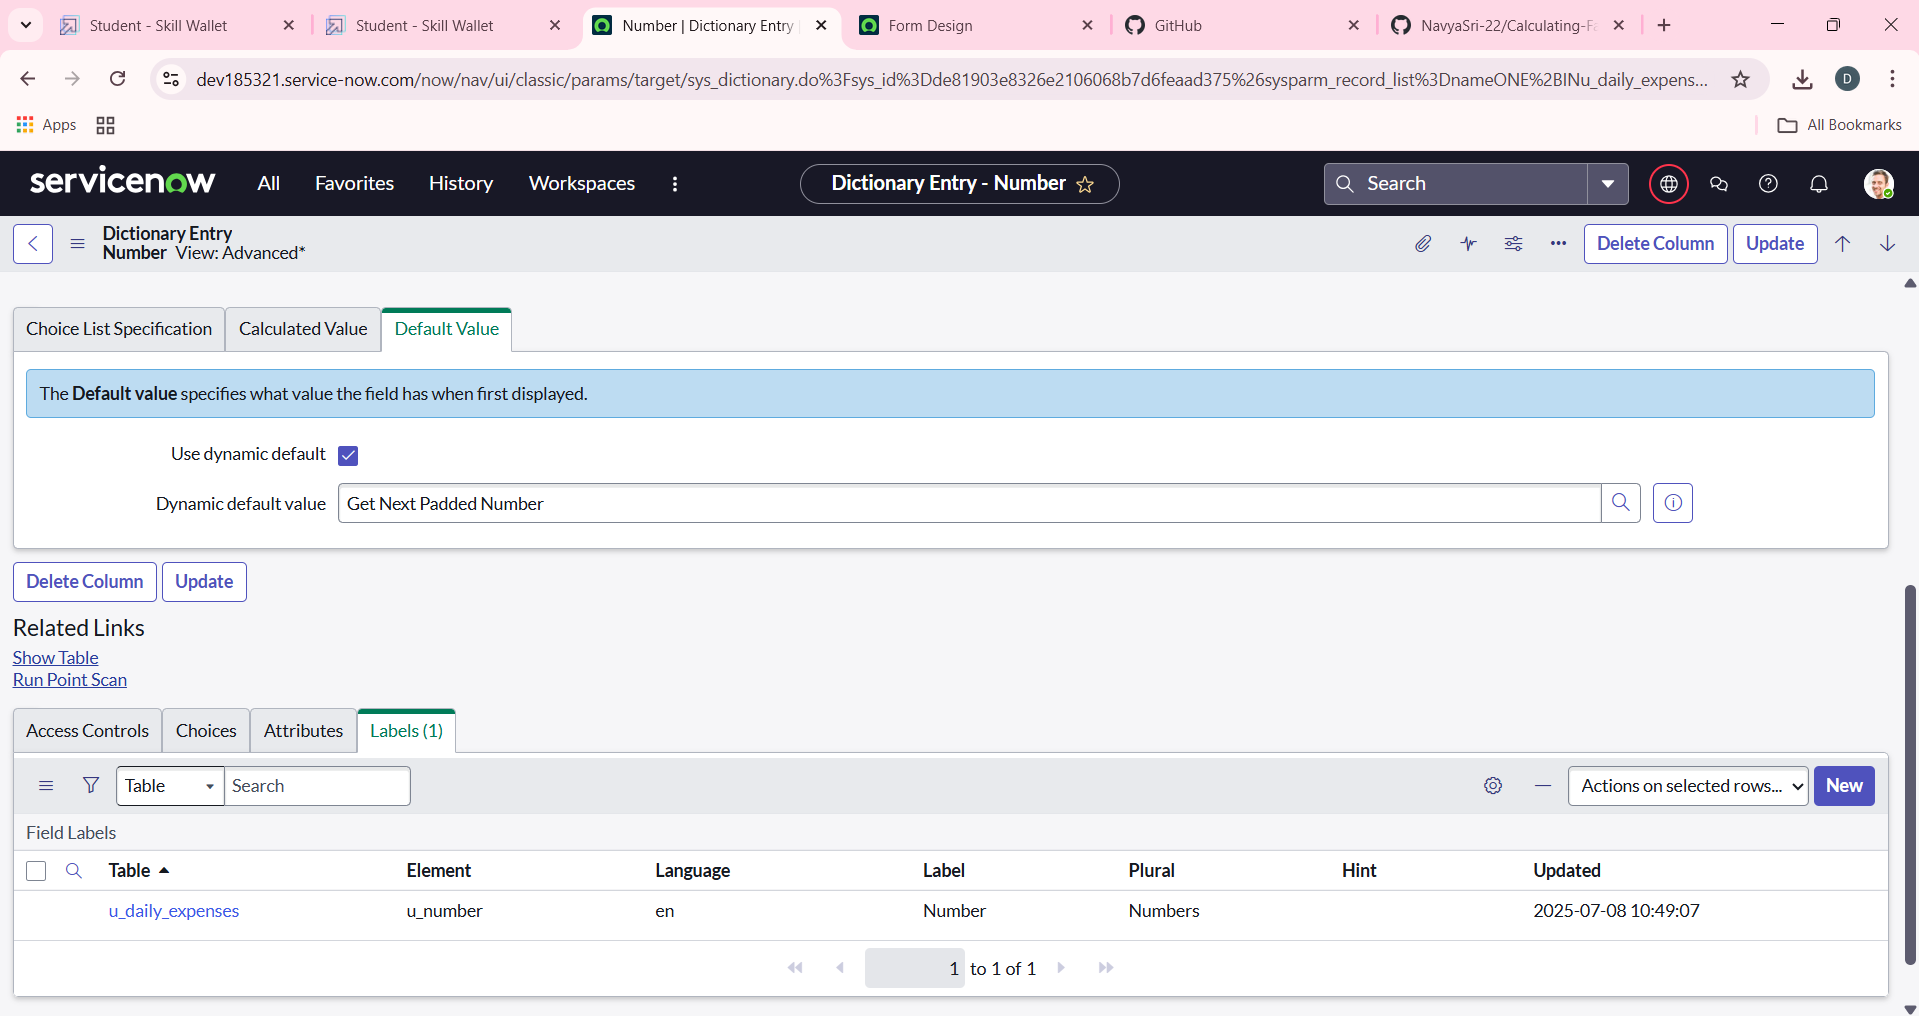 Student - Skill Wallet
Student - Skill Wallet
Number | Dictionary Entry
Form Design
GitHub
NavyaSri-22/Calculating-Fa
dev185321.service-now.com/now/nav/ui/classic/params/target/sys_dictionary.do%3Fsys_id%3Dde81903e8326e2106068b7d6feaad375%26sysparm_record_list%3DnameONE%2BINu_daily_expens...
D
Apps
All Bookmarks
servicenow
All
Favorites
History
Workspaces
Dictionary Entry - Number
Search
Dictionary Entry
Number View: Advanced*
Delete Column
Update
Choice List Specification
Calculated Value
Default Value
The Default value specifies what value the field has when first displayed.
Use dynamic default
Dynamic default value
Get Next Padded Number
Delete Column
Update
Related Links
Show Table
Run Point Scan
Access Controls
Choices
Attributes
Labels (1)
Table
Search
Actions on selected rows...
New
Field Labels
Table Element Language Label Plural Hint Updated
u_daily_expenses u_number en Number Numbers 2025-07-08 10:49:07
1 to 1 of 1